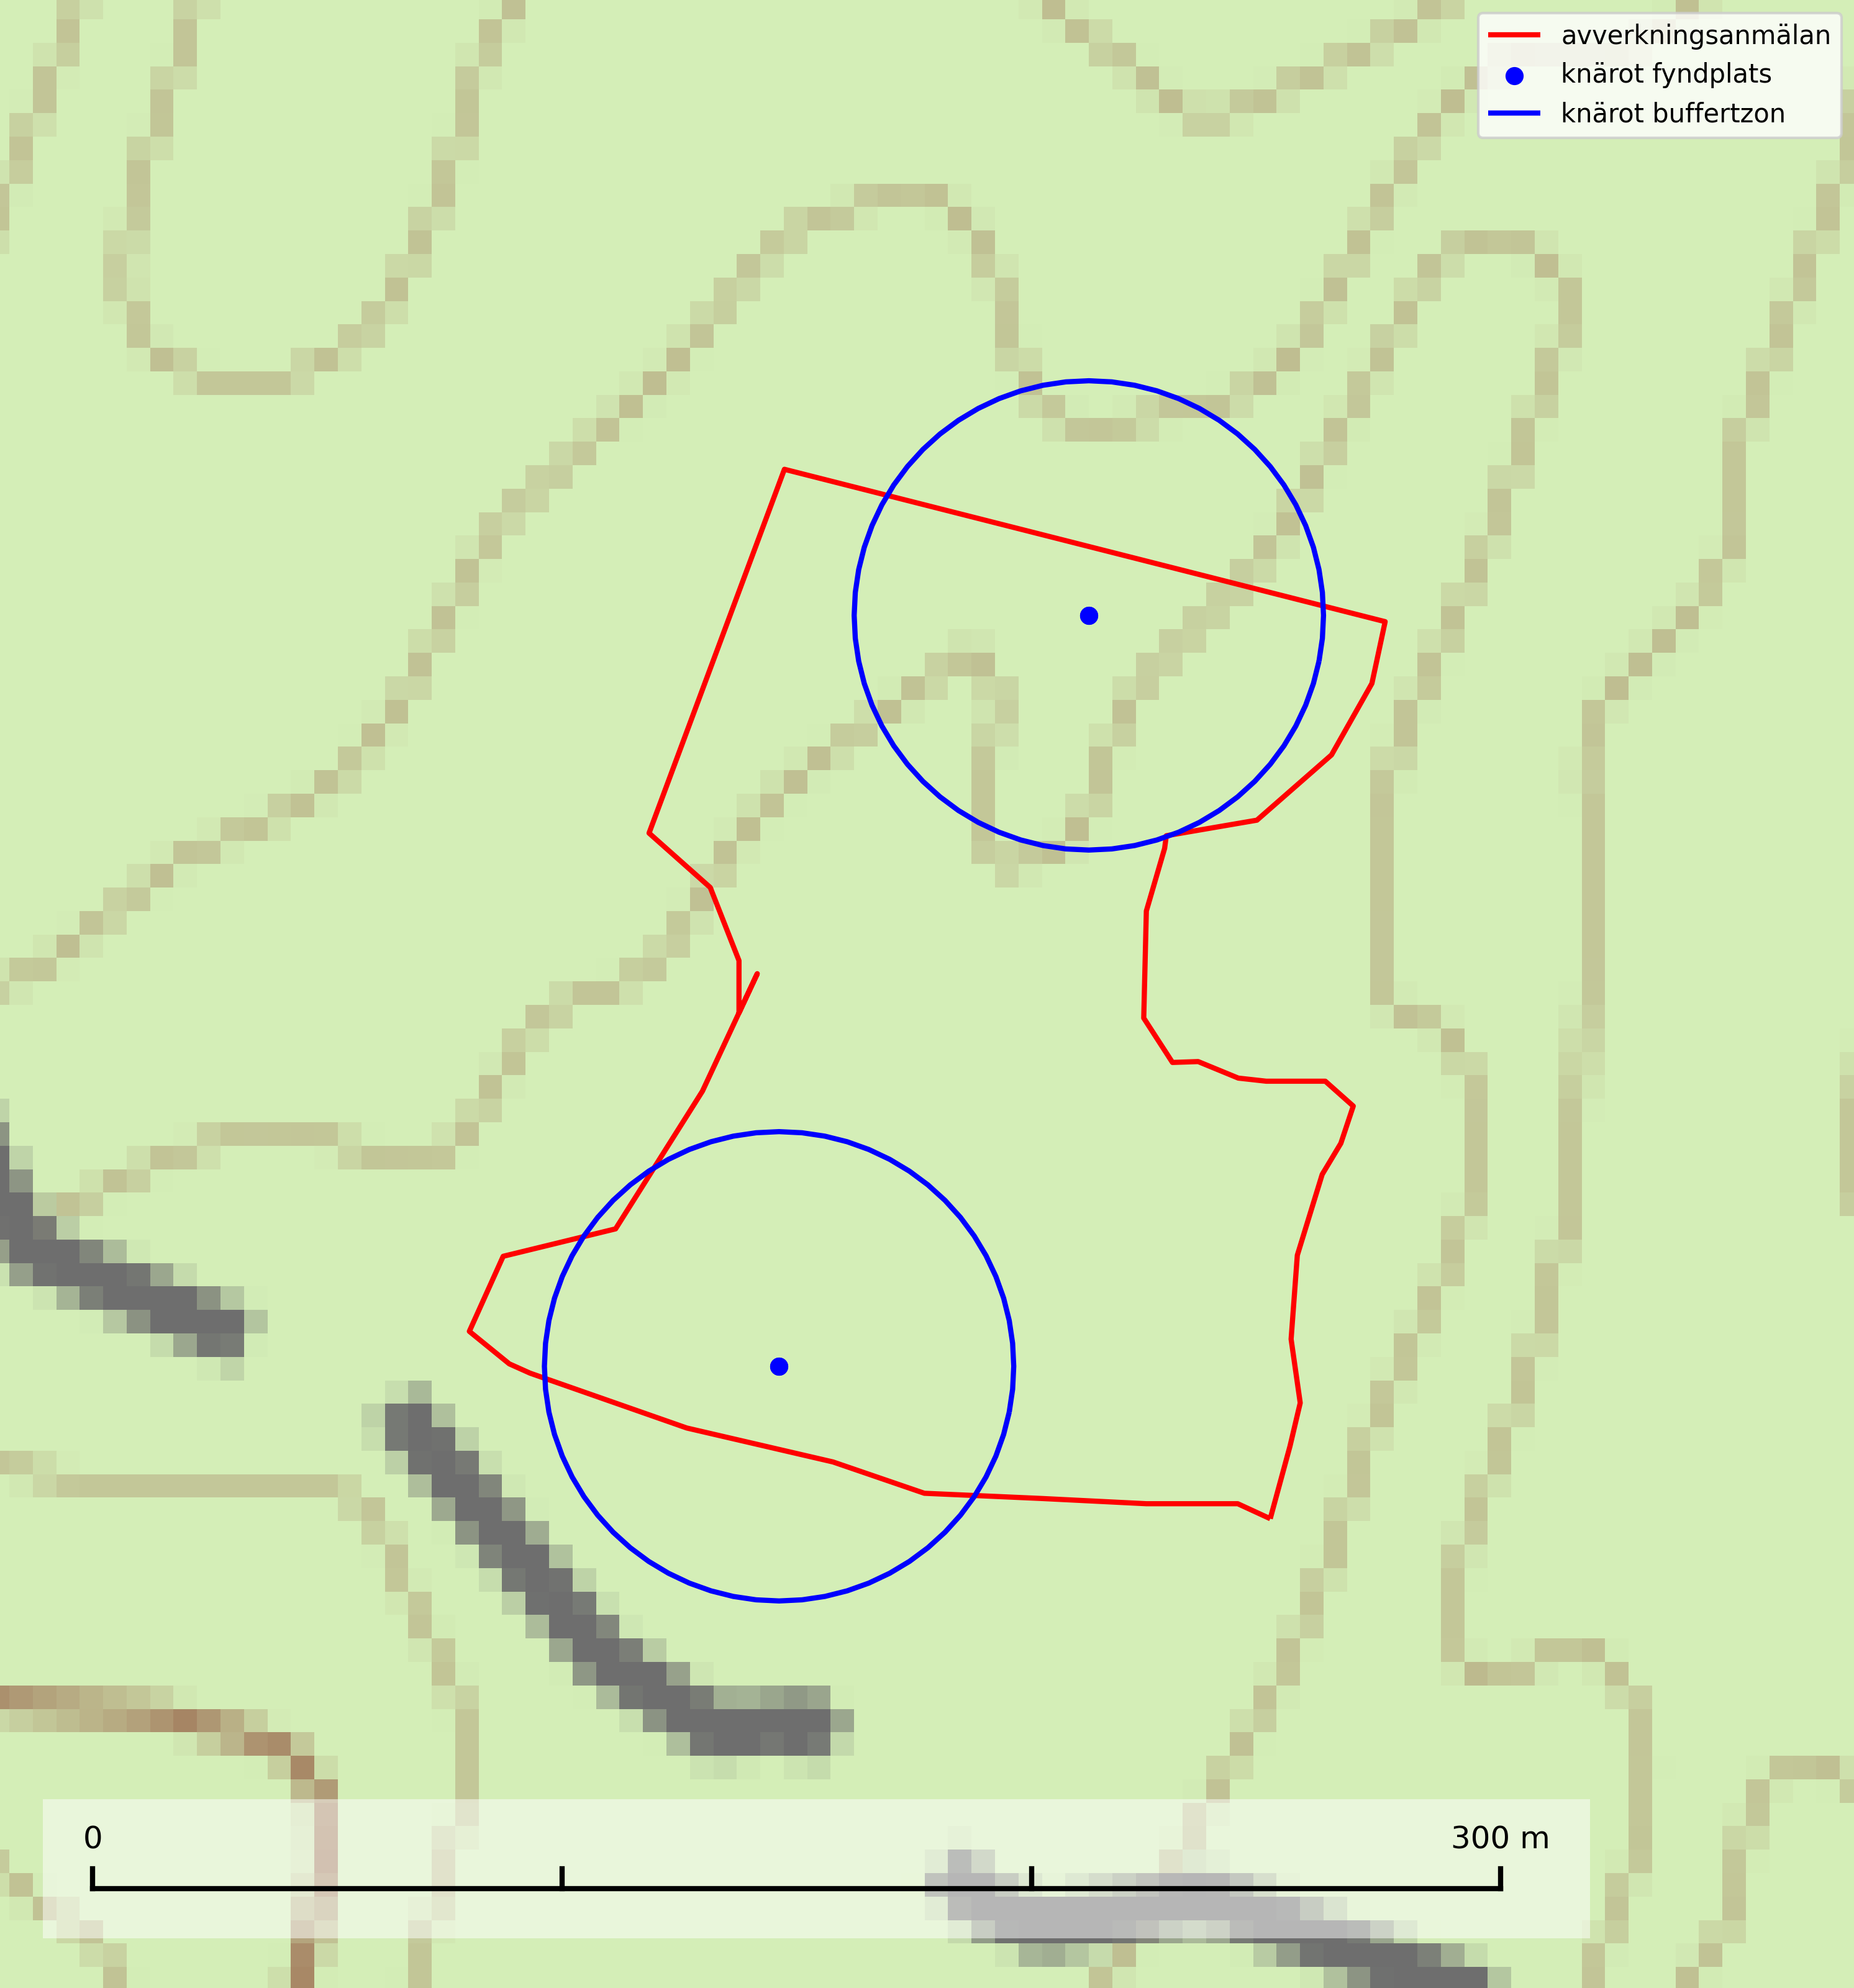 avverkningsanmälan
knärot fyndplats
knärot buffertzon
0
300 m